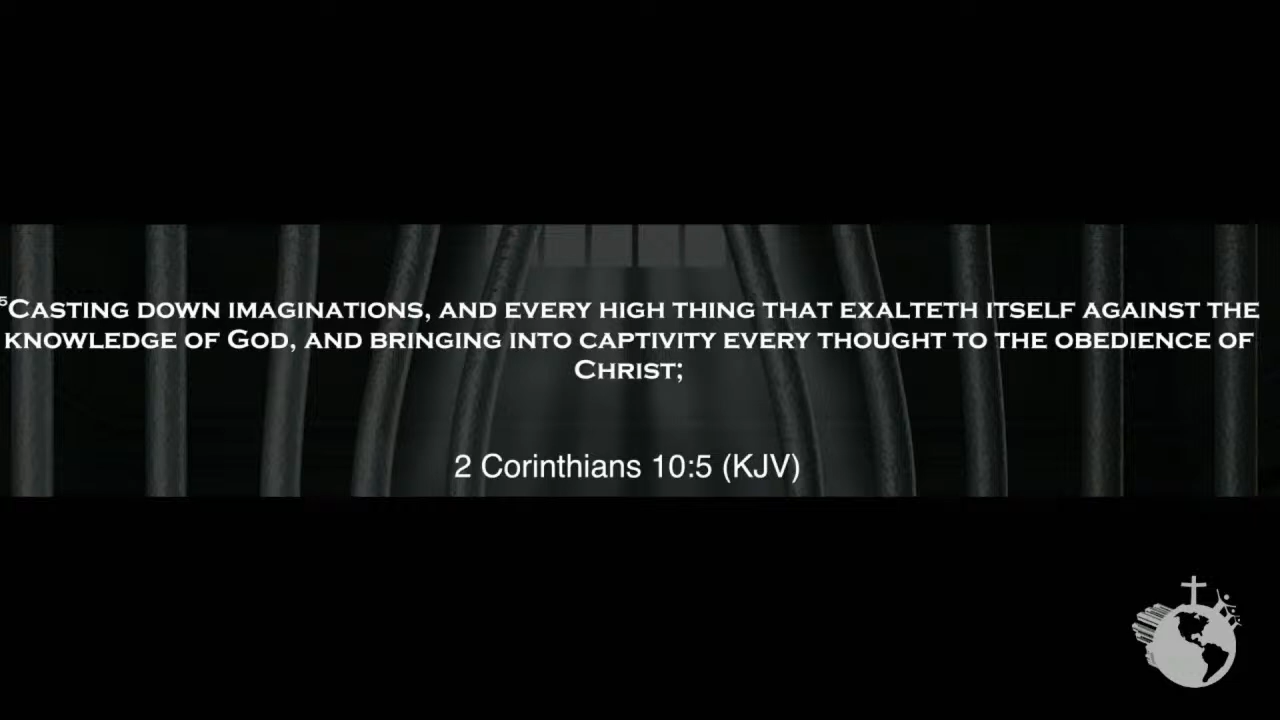 ⁵Casting down imaginations, and every high thing that exalteth itself against the
knowledge of God, and bringing into captivity every thought to the obedience of
Christ;
2 Corinthians 10:5 (KJV)